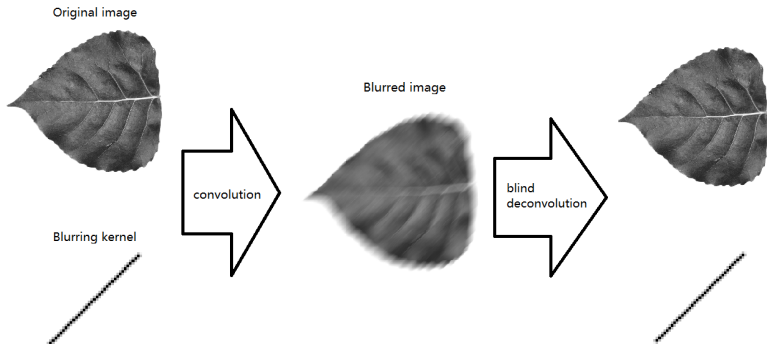 Original image
Blurred image
convolution
blind
deconvolution
Blurring kernel